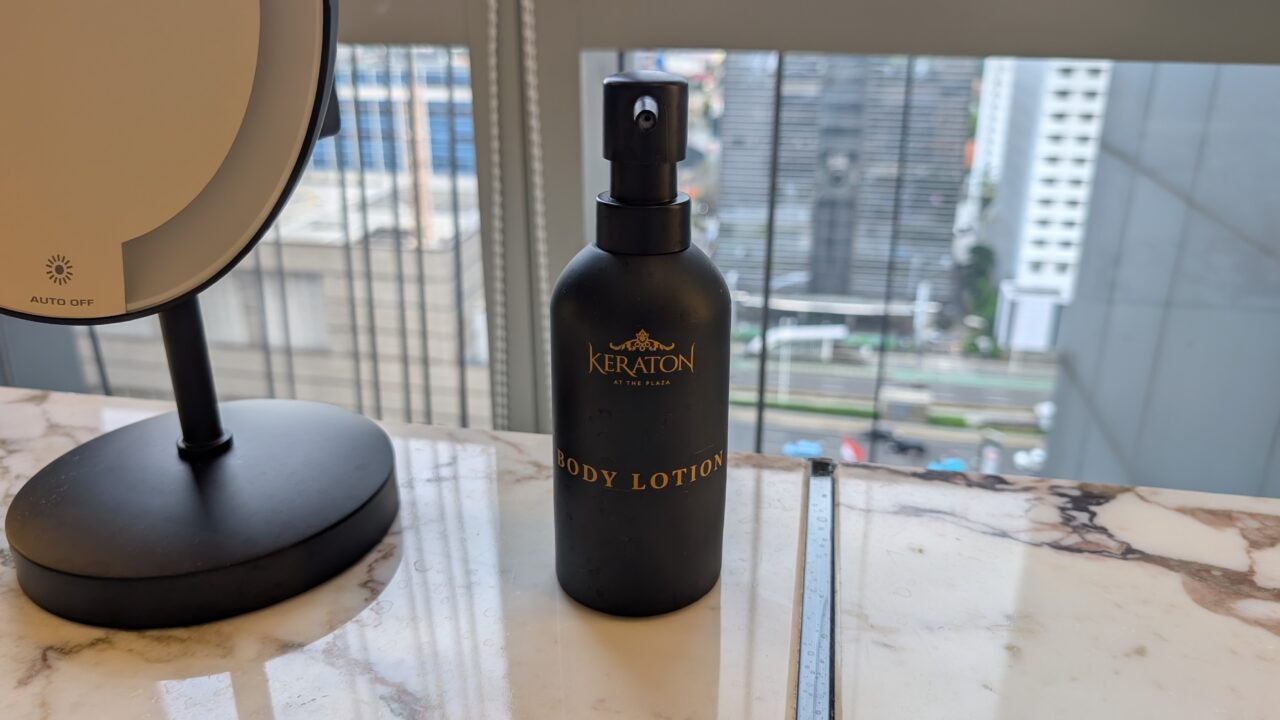 AUTO OFF
KERATON
AT THE PLAZA
BODY LOTION